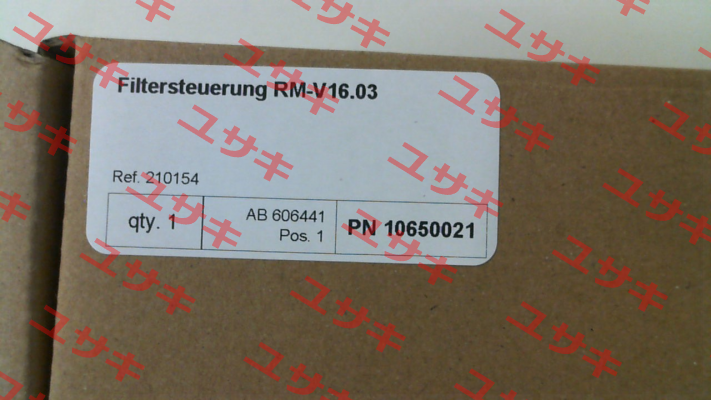 Filtersteuerung RM-V16.03
Ref. 210154
qty. 1
AB 606441
Pos. 1
PN 10650021
ユサキ